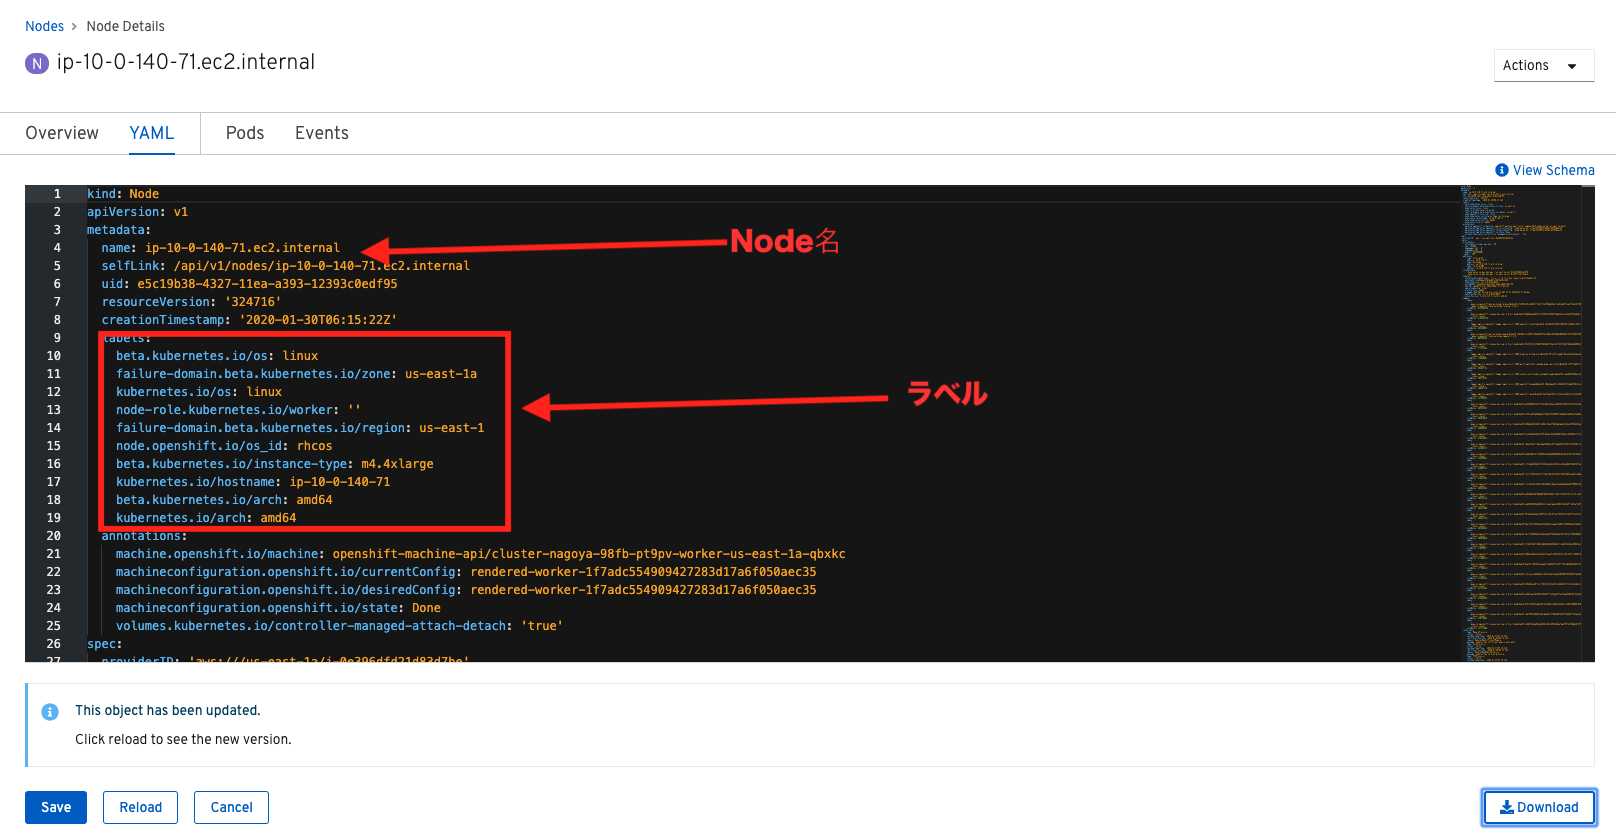 Nodes > Node Details
N ip-10-0-140-71.ec2.internal
Actions
Overview YAML Pods Events
View Schema
1 kind: Node
2 apiVersion: v1
3 metadata:
4 name: ip-10-0-140-71.ec2.internal
Node名
5 selfLink: /api/v1/nodes/ip-10-0-140-71.ec2.internal
6 uid: e5c19b38-4327-11ea-a393-12393c0edf95
7 resourceVersion: '324716'
8 creationTimestamp: '2020-01-30T06:15:22Z'
9 labels:
10 beta.kubernetes.io/os: linux
11 failure-domain.beta.kubernetes.io/zone: us-east-1a
12 kubernetes.io/os: linux
ラベル
13 node-role.kubernetes.io/worker: ''
14 failure-domain.beta.kubernetes.io/region: us-east-1
15 node.openshift.io/os_id: rhcos
16 beta.kubernetes.io/instance-type: m4.4xlarge
17 kubernetes.io/hostname: ip-10-0-140-71
18 beta.kubernetes.io/arch: amd64
19 kubernetes.io/arch: amd64
20 annotations:
21 machine.openshift.io/machine: openshift-machine-api/cluster-nagoya-98fb-pt9pv-worker-us-east-1a-qbxkc
22 machineconfiguration.openshift.io/currentConfig: rendered-worker-1f7adc554909427283d17a6f050aec35
23 machineconfiguration.openshift.io/desiredConfig: rendered-worker-1f7adc554909427283d17a6f050aec35
24 machineconfiguration.openshift.io/state: Done
25 volumes.kubernetes.io/controller-managed-attach-detach: 'true'
26 spec:
27 providerID: 'aws:///us-east-1a/i-0e396dfd21d83d7be'
This object has been updated.
Click reload to see the new version.
Save Reload Cancel Download